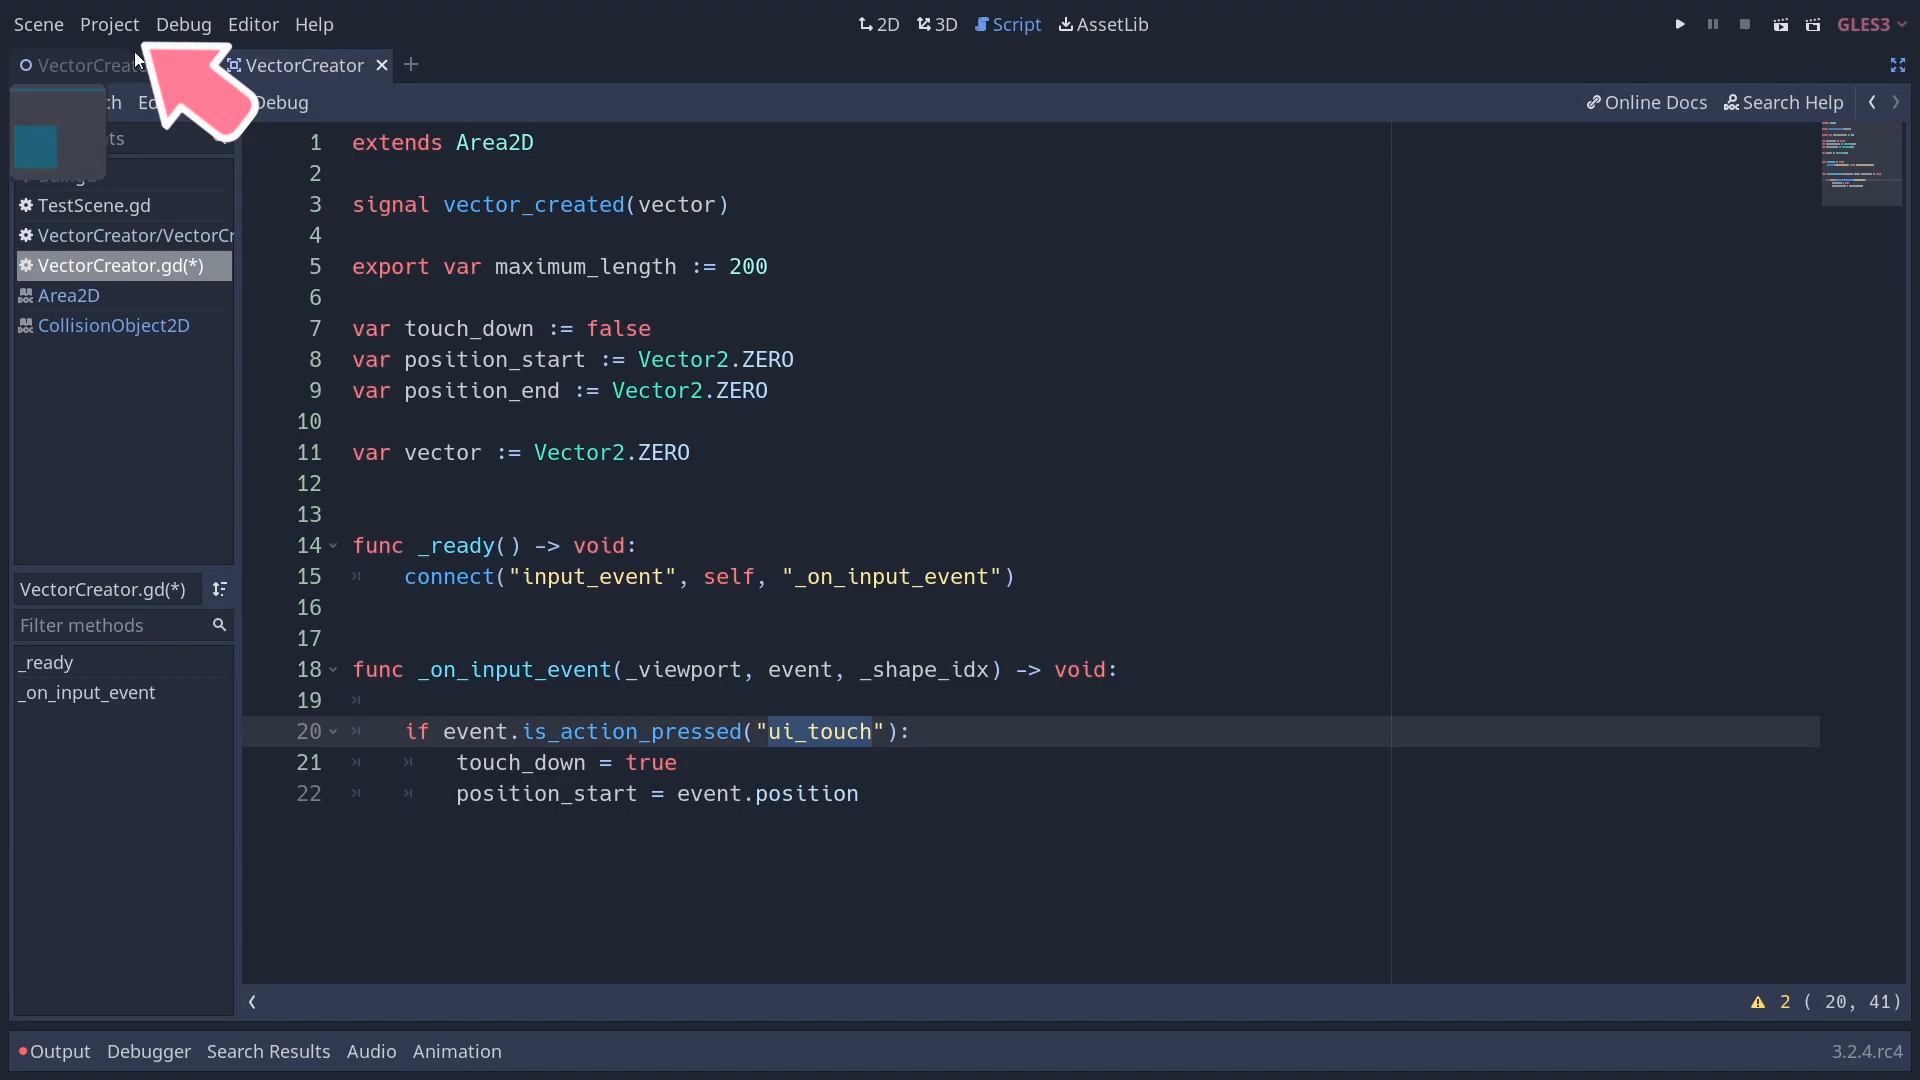 Scene Project Debug Editor Help
2D 3D Script AssetLib
GLES3
VectorCreat VectorCreator
Debug
Online Docs Search Help
TestScene.gd
VectorCreator/VectorCr
VectorCreator.gd(*)
Area2D
CollisionObject2D
VectorCreator.gd(*)
Filter methods
_ready
_on_input_event
1 extends Area2D
2
3 signal vector_created(vector)
4
5 export var maximum_length := 200
6
7 var touch_down := false
8 var position_start := Vector2.ZERO
9 var position_end := Vector2.ZERO
10
11 var vector := Vector2.ZERO
12
13
14 func _ready() -> void:
15 connect("input_event", self, "_on_input_event")
16
17
18 func _on_input_event(_viewport, event, _shape_idx) -> void:
19
20 if event.is_action_pressed("ui_touch"):
21 touch_down = true
22 position_start = event.position
2 ( 20, 41)
Output Debugger Search Results Audio Animation
3.2.4.rc4